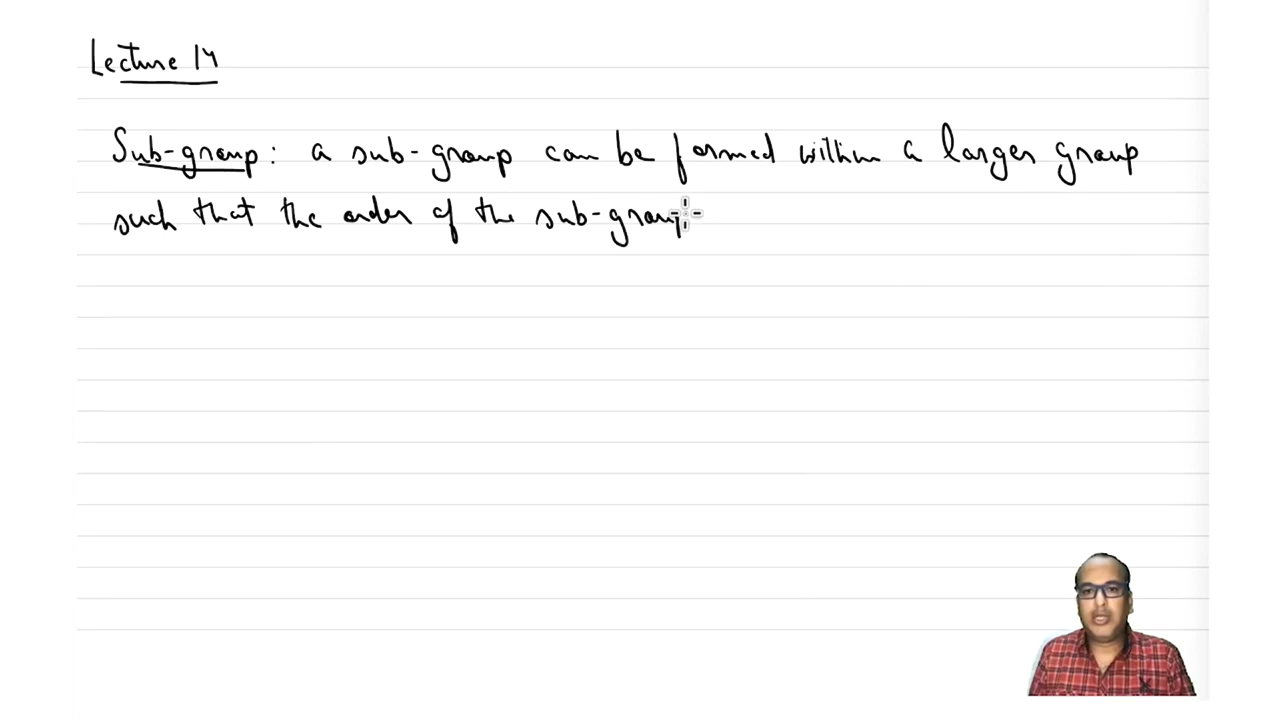 Lecture 14
Sub-group: a sub-group can be formed within a larger group
such that the order of the sub-group